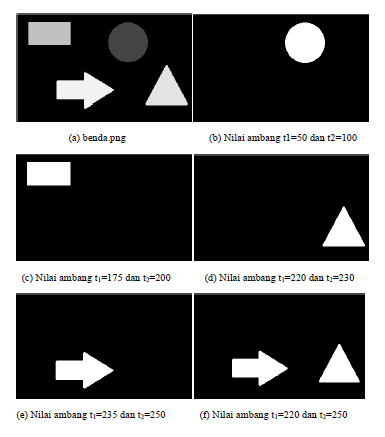 (a) benda.png
(b) Nilai ambang t1=50 dan t2=100
(c) Nilai ambang t₁=175 dan t₂=200
(d) Nilai ambang t₁=220 dan t₂=230
(e) Nilai ambang t₁=235 dan t₂=250
(f) Nilai ambang t₁=220 dan t₂=250